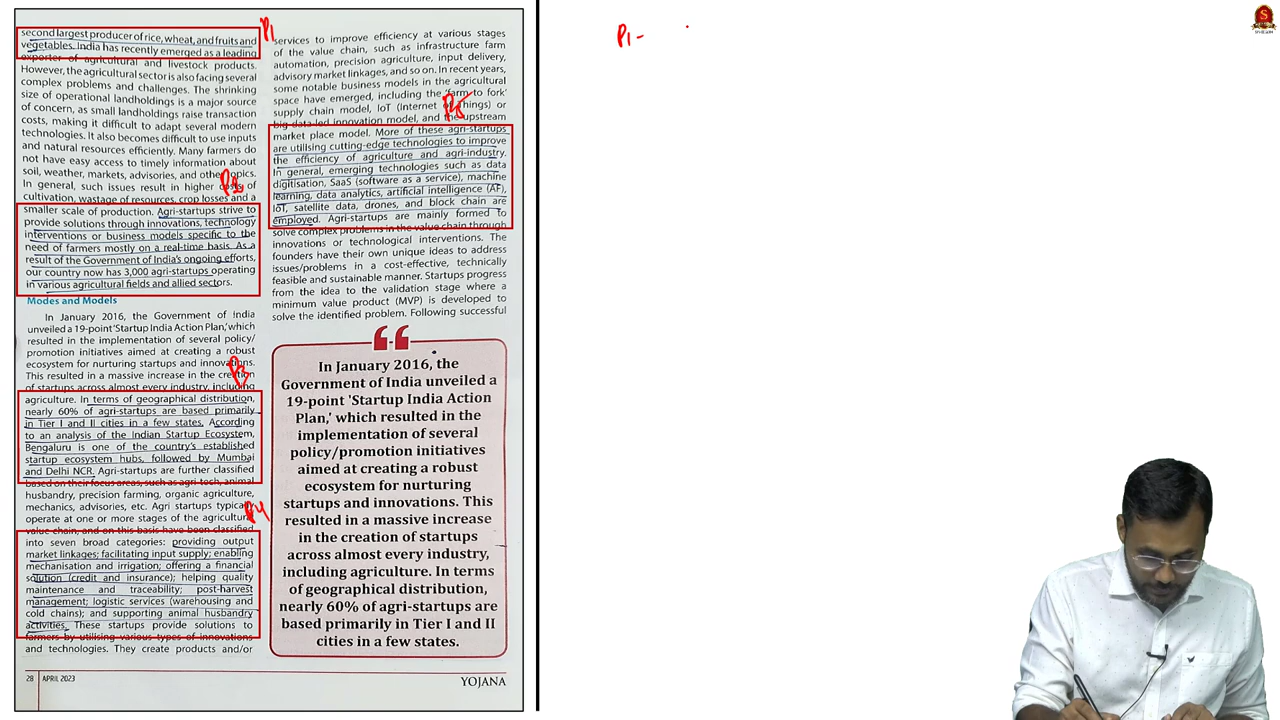 second largest producer of rice, wheat, and fruits and
vegetables. India has recently emerged as a leading
exporter of agricultural and livestock products.
However, the agricultural sector is also facing several
complex problems and challenges. The shrinking
size of operational landholdings is a major source
of concern, as small landholdings raise transaction
costs, making it difficult to adapt several modern
technologies. It also becomes difficult to use inputs
and natural resources efficiently. Many farmers do
not have easy access to timely information about
soil, weather, markets, advisories, and other topics.
In general, such issues result in higher costs of
cultivation, wastage of resources, crop losses and a
smaller scale of production. Agri-startups strive to
provide solutions through innovations, technology
interventions or business models specific to the
need of farmers mostly on a real-time basis. As a
result of the Government of India's ongoing efforts,
our country now has 3,000 agri-startups operating
in various agricultural fields and allied sectors.
Modes and Models
In January 2016, the Government of India
unveiled a 19-point 'Startup India Action Plan,' which
resulted in the implementation of several policy/
promotion initiatives aimed at creating a robust
ecosystem for nurturing startups and innovations.
This resulted in a massive increase in the creation
of startups across almost every industry, including
agriculture. In terms of geographical distribution,
nearly 60% of agri-startups are based primarily
in Tier I and II cities in a few states. According
to an analysis of the Indian Startup Ecosystem,
Bengaluru is one of the country's established
startup ecosystem hubs, followed by Mumbai
and Delhi NCR. Agri-startups are further classified
based on their focus areas, such as agri-tech, animal
husbandry, precision farming, organic agriculture,
mechanics, advisories, etc. Agri startups typically
operate at one or more stages of the agriculture
value chain, and on this basis have been classified
into seven broad categories: providing output
market linkages; facilitating input supply; enabling
mechanisation and irrigation; offering a financial
solution (credit and insurance); helping quality
maintenance and traceability; post-harvest
management; logistic services (warehousing and
cold chains); and supporting animal husbandry
activities. These startups provide solutions to
farmers by utilising various types of innovations
and technologies. They create products and/or
P1
P2
P3
P4
services to improve efficiency at various stages
of the value chain, such as infrastructure farm
automation, precision agriculture, input delivery,
advisory market linkages, and so on. In recent years,
some notable business models in the agricultural
space have emerged, including the 'farm to fork'
supply chain model, IoT (Internet of Things) or
big data-led innovation model, and the upstream
market place model. More of these agri-startups
are utilising cutting-edge technologies to improve
the efficiency of agriculture and agri-industry.
In general, emerging technologies such as data
digitisation, SaaS (software as a service), machine
learning, data analytics, artificial intelligence (AF),
IoT, satellite data, drones, and block chain are
employed. Agri-startups are mainly formed to
solve complex problems in the value chain through
innovations or technological interventions. The
founders have their own unique ideas to address
issues/problems in a cost-effective, technically
feasible and sustainable manner. Startups progress
from the idea to the validation stage where a
minimum value product (MVP) is developed to
solve the identified problem. Following successful
P5
In January 2016, the
Government of India unveiled a
19-point 'Startup India Action
Plan,' which resulted in the
implementation of several
policy/promotion initiatives
aimed at creating a robust
ecosystem for nurturing
startups and innovations. This
resulted in a massive increase
in the creation of startups
across almost every industry,
including agriculture. In terms
of geographical distribution,
nearly 60% of agri-startups are
based primarily in Tier I and II
cities in a few states.
28 APRIL 2023
YOJANA
P1 -